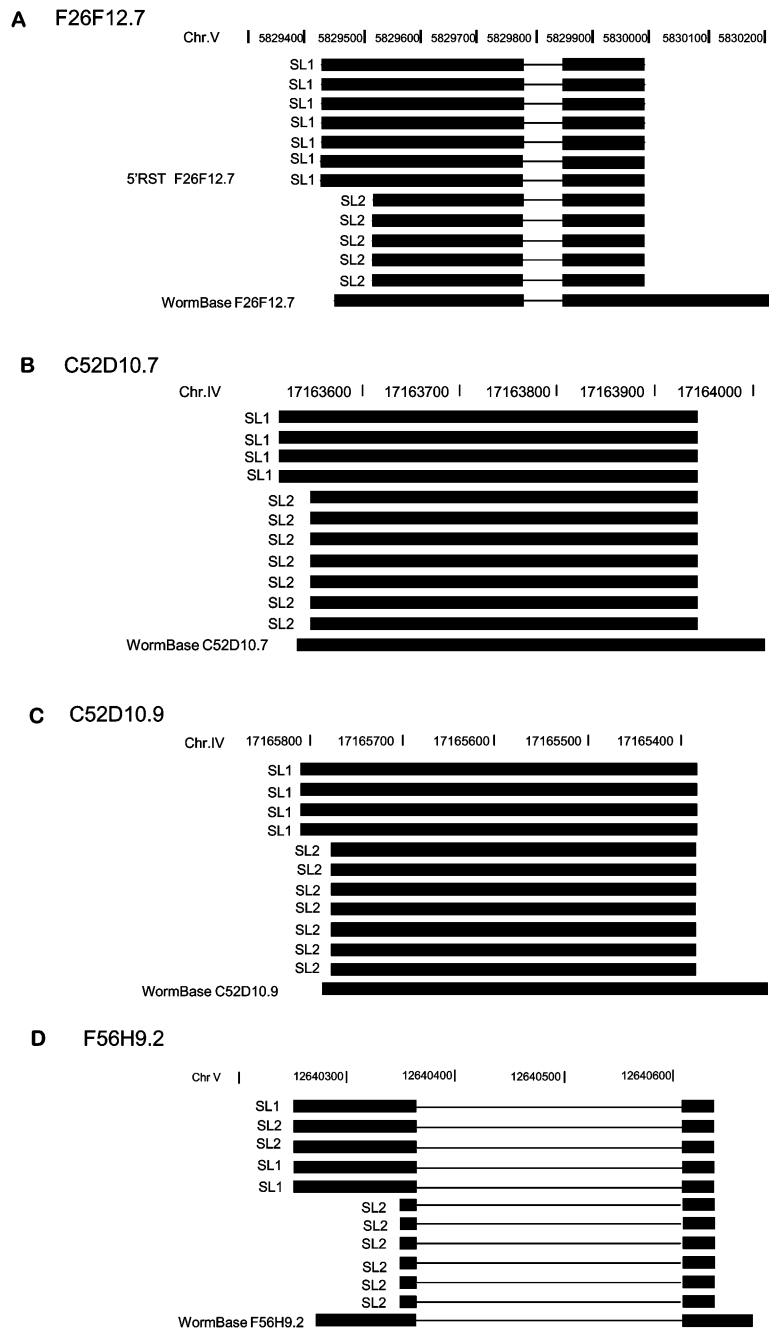 A F26F12.7
Chr.V | 5829400| 5829500| 5829600| 5829700| 5829800| 5829900| 5830000| 5830100| 5830200|
SL1
SL1
SL1
SL1
SL1
SL1
5'RST F26F12.7 SL1
SL2
SL2
SL2
SL2
SL2
WormBase F26F12.7
B C52D10.7
Chr.IV 17163600 | 17163700 | 17163800 | 17163900 | 17164000 |
SL1
SL1
SL1
SL1
SL2
SL2
SL2
SL2
SL2
SL2
SL2
WormBase C52D10.7
C C52D10.9
Chr.IV 17165800 | 17165700 | 17165600 | 17165500 | 17165400 |
SL1
SL1
SL1
SL1
SL2
SL2
SL2
SL2
SL2
SL2
SL2
WormBase C52D10.9
D F56H9.2
Chr V | 12640300| 12640400| 12640500| 12640600|
SL1
SL2
SL2
SL1
SL1
SL2
SL2
SL2
SL2
SL2
SL2
WormBase F56H9.2